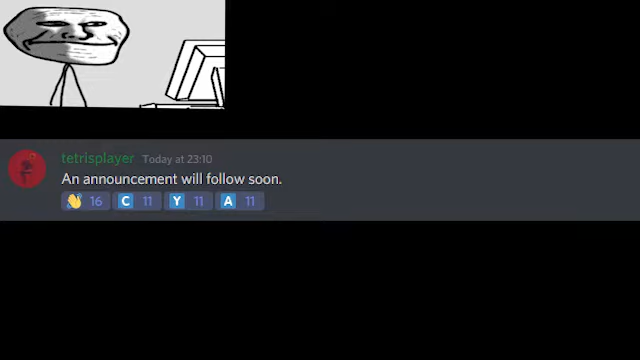 tetrisplayer Today at 23:10
An announcement will follow soon.
👋 16 C 11 Y 11 A 11